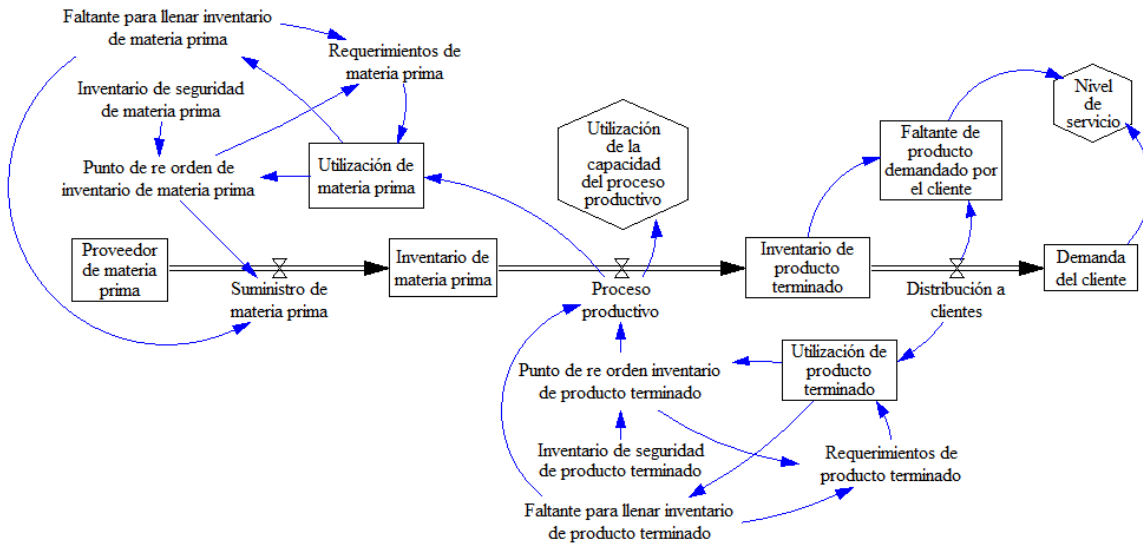 Faltante para llenar inventario
de materia prima
Requerimientos de
materia prima
Inventario de seguridad
de materia prima
Punto de re orden de
inventario de materia prima
Utilización de
materia prima
Utilización
de la
capacidad
del proceso
productivo
Nivel
de
servicio
Faltante de
producto
demandado por
el cliente
Proveedor
de materia
prima
Suministro de
materia prima
Inventario de
materia prima
Proceso
productivo
Inventario de
producto
terminado
Distribución a
clientes
Demanda
del cliente
Punto de re orden inventario
de producto terminado
Utilización de
producto
terminado
Inventario de seguridad
de producto terminado
Requerimientos de
producto terminado
Faltante para llenar inventario
de producto terminado